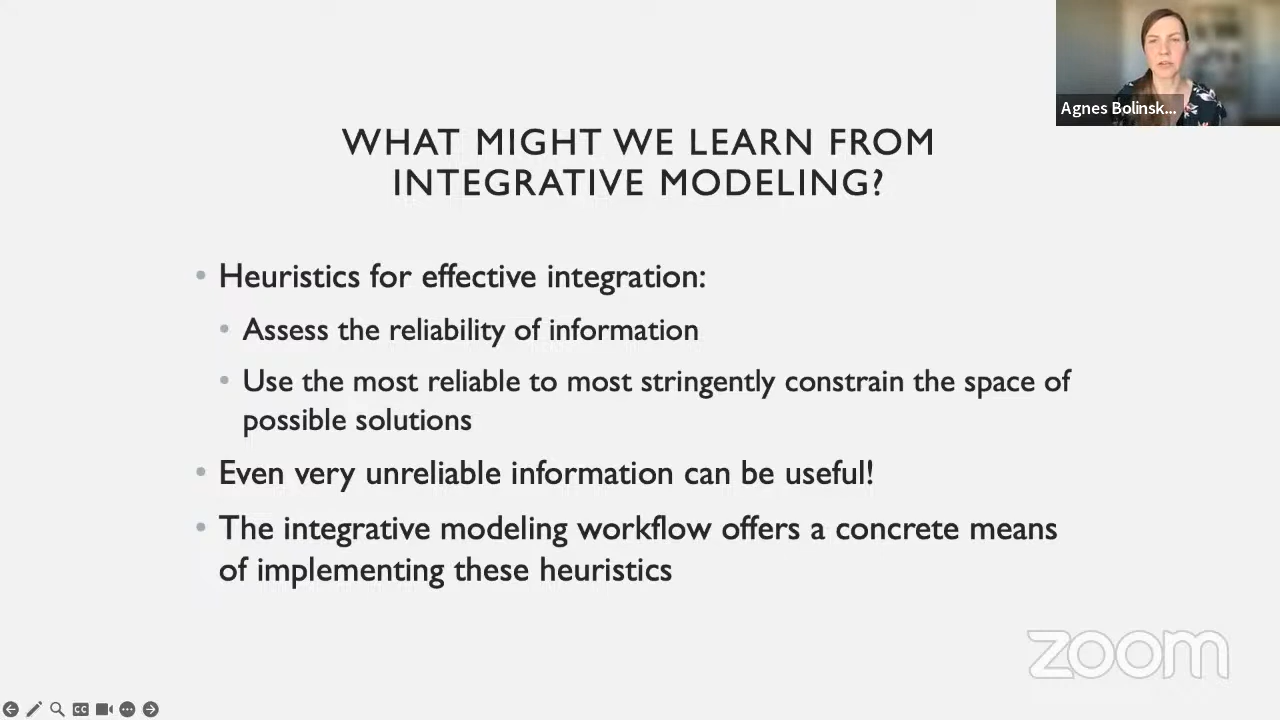 Agnes Bolinsk...
WHAT MIGHT WE LEARN FROM
INTEGRATIVE MODELING?
• Heuristics for effective integration:
• Assess the reliability of information
• Use the most reliable to most stringently constrain the space of
possible solutions
• Even very unreliable information can be useful!
• The integrative modeling workflow offers a concrete means
of implementing these heuristics
zoom
CC